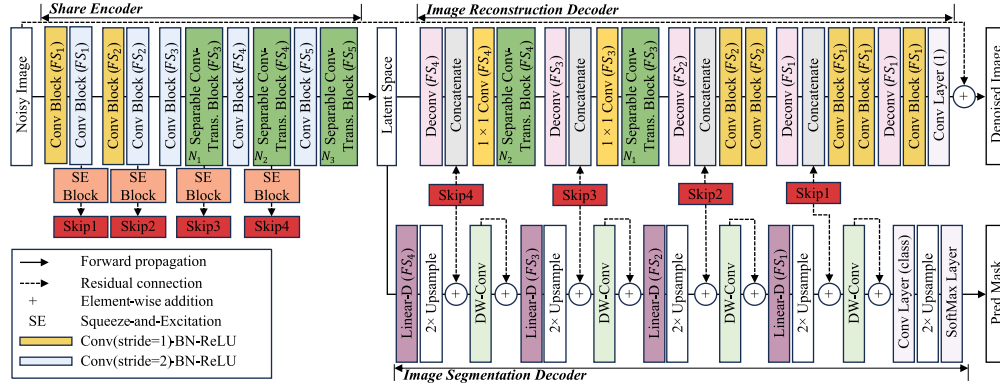 Share Encoder
Image Reconstruction Decoder
Noisy Image
Conv Block (FS₁)
Conv Block (FS₁)
Conv Block (FS₂)
Conv Block (FS₂)
Conv Block (FS₃)
Separable Conv-
Trans. Block (FS₃)
N₁
Conv Block (FS₄)
Separable Conv-
Trans. Block (FS₄)
N₂
Conv Block (FS₅)
Separable Conv-
Trans. Block (FS₅)
N₃
Latent Space
Deconv (FS₄)
Concatenate
1 × 1 Conv (FS₄)
Separable Conv-
Trans. Block (FS₄)
N₂
Deconv (FS₃)
Concatenate
1 × 1 Conv (FS₃)
Separable Conv-
Trans. Block (FS₃)
N₁
Deconv (FS₂)
Concatenate
Conv Block (FS₂)
Conv Block (FS₂)
Deconv (FS₁)
Concatenate
Conv Block (FS₁)
Conv Block (FS₁)
Deconv (FS₁)
Conv Block (FS₁)
Conv Layer (1)
+
Denoised Image
SE
Block
SE
Block
SE
Block
SE
Block
Skip1
Skip2
Skip3
Skip4
Skip4
Skip3
Skip2
Skip1
Linear-D (FS₄)
2× Upsample
+
DW-Conv
+
Linear-D (FS₃)
2× Upsample
+
DW-Conv
+
Linear-D (FS₂)
2× Upsample
+
DW-Conv
+
Linear-D (FS₁)
2× Upsample
+
DW-Conv
+
Conv Layer (class)
2× Upsample
SoftMax Layer
Pred Mask
Image Segmentation Decoder
Forward propagation
Residual connection
+ Element-wise addition
SE Squeeze-and-Excitation
Conv(stride=1)-BN-ReLU
Conv(stride=2)-BN-ReLU